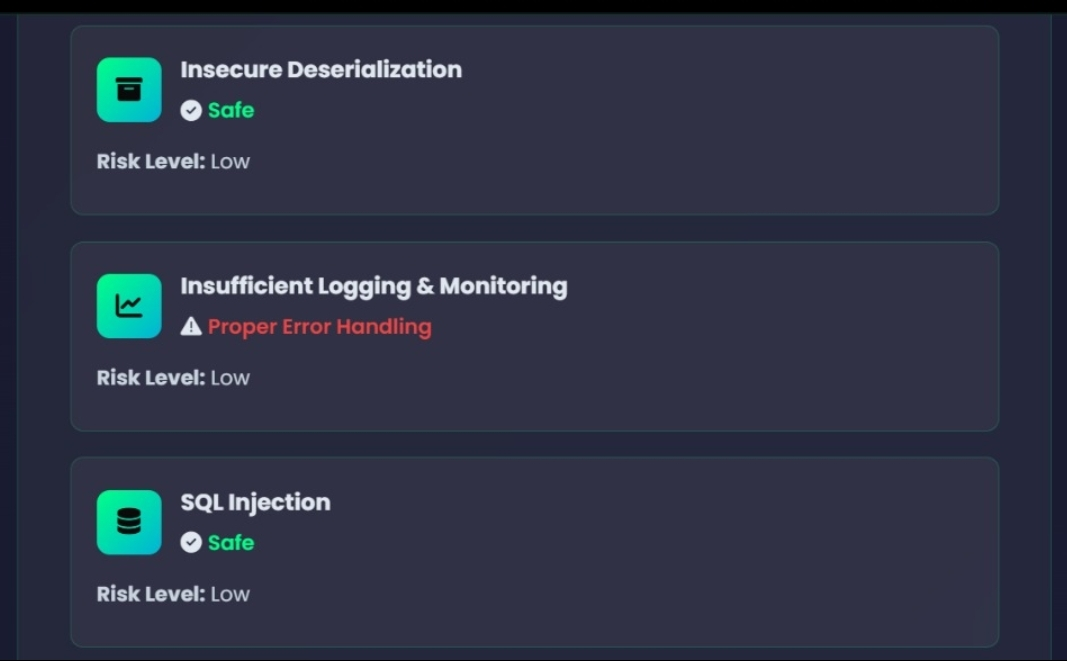 Insecure Deserialization
Safe
Risk Level: Low
Insufficient Logging & Monitoring
Proper Error Handling
Risk Level: Low
SQL Injection
Safe
Risk Level: Low